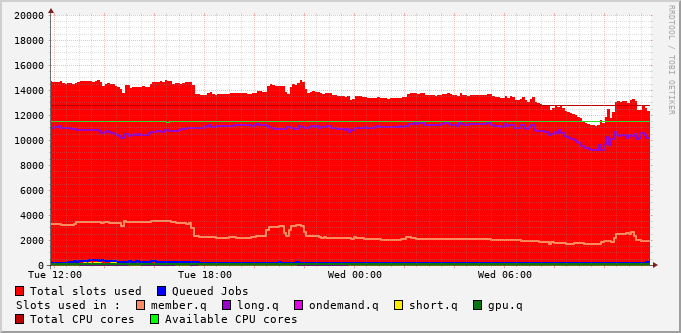 20000
18000
16000
14000
12000
10000
8000
6000
4000
2000
0
Tue 12:00 Tue 18:00 Wed 00:00 Wed 06:00
Total slots used Queued Jobs
Slots used in : member.q long.q ondemand.q short.q gpu.q
Total CPU cores Available CPU cores
RRDTOOL / TOBI OETIKER